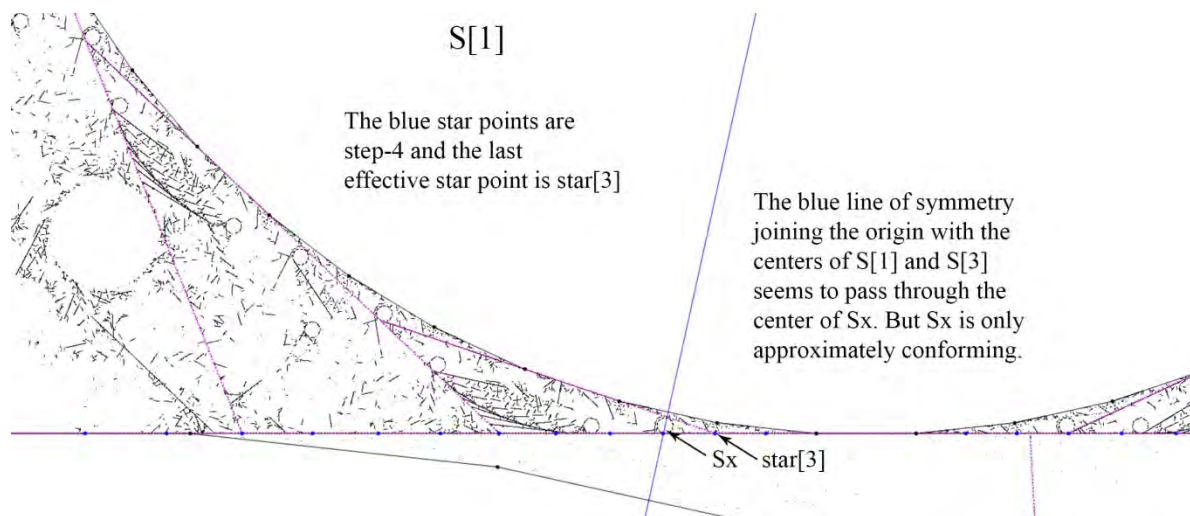 S[1]
The blue star points are
step-4 and the last
effective star point is star[3]
The blue line of symmetry
joining the origin with the
centers of S[1] and S[3]
seems to pass through the
center of Sx. But Sx is only
approximately conforming.
Sx
star[3]